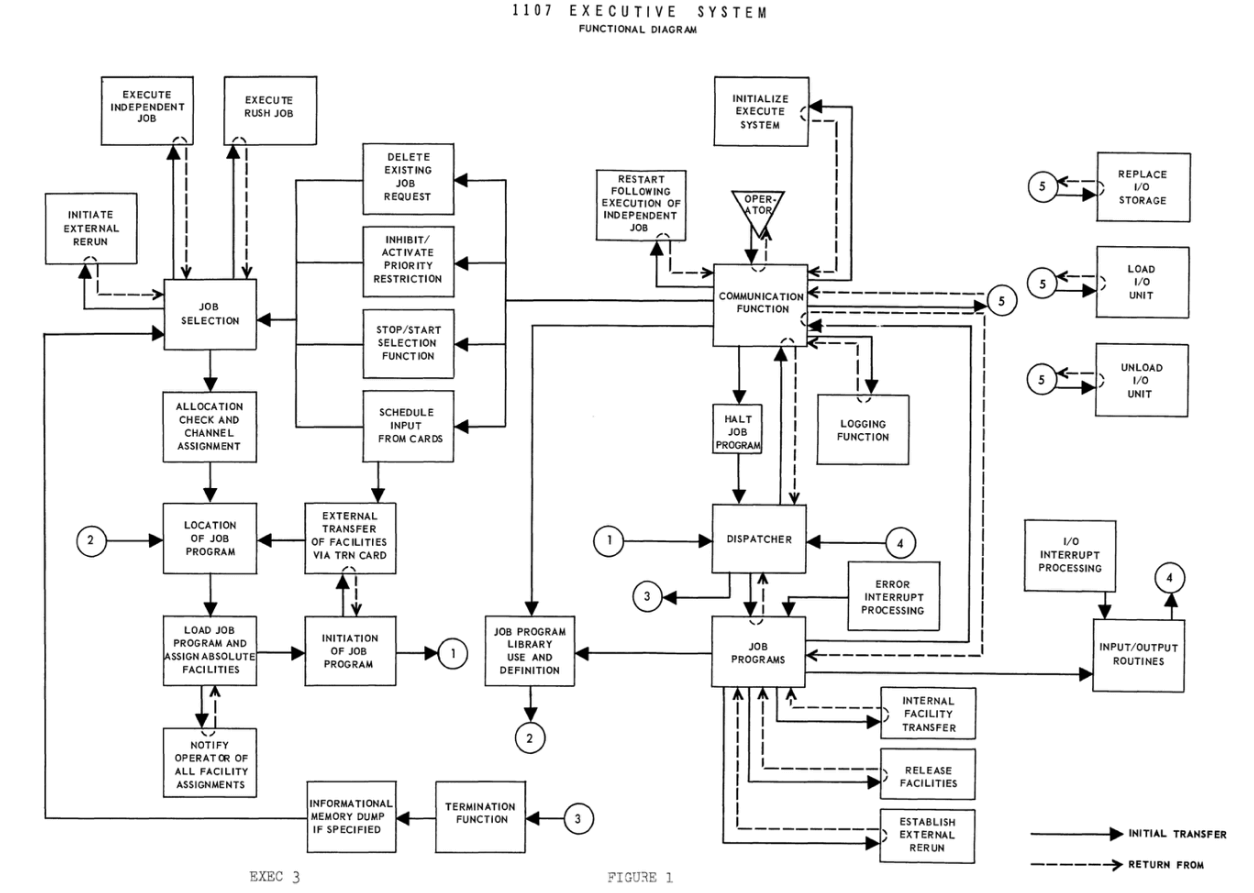 1107 EXECUTIVE SYSTEM
FUNCTIONAL DIAGRAM
EXECUTE
INDEPENDENT
JOB
EXECUTE
RUSH JOB
INITIALIZE
EXECUTE
SYSTEM
DELETE
EXISTING
JOB
REQUEST
RESTART
FOLLOWING
EXECUTION OF
INDEPENDENT
JOB
OPER-
ATOR
5
REPLACE
I/O
STORAGE
INITIATE
EXTERNAL
RERUN
INHIBIT/
ACTIVATE
PRIORITY
RESTRICTION
5
LOAD
I/O
UNIT
JOB
SELECTION
COMMUNICATION
FUNCTION
5
STOP/START
SELECTION
FUNCTION
5
UNLOAD
I/O
UNIT
ALLOCATION
CHECK AND
CHANNEL
ASSIGNMENT
SCHEDULE
INPUT
FROM CARDS
HALT
JOB
PROGRAM
LOGGING
FUNCTION
2
LOCATION
OF JOB
PROGRAM
EXTERNAL
TRANSFER
OF FACILITIES
VIA TRN CARD
1
DISPATCHER
4
I/O
INTERRUPT
PROCESSING
3
ERROR
INTERRUPT
PROCESSING
4
LOAD JOB
PROGRAM AND
ASSIGN ABSOLUTE
FACILITIES
INITIATION
OF JOB
PROGRAM
1
JOB PROGRAM
LIBRARY
USE AND
DEFINITION
JOB
PROGRAMS
INPUT/OUTPUT
ROUTINES
2
INTERNAL
FACILITY
TRANSFER
NOTIFY
OPERATOR OF
ALL FACILITY
ASSIGNMENTS
RELEASE
FACILITIES
INFORMATIONAL
MEMORY DUMP
IF SPECIFIED
TERMINATION
FUNCTION
3
ESTABLISH
EXTERNAL
RERUN
INITIAL TRANSFER
RETURN FROM
EXEC 3
FIGURE 1